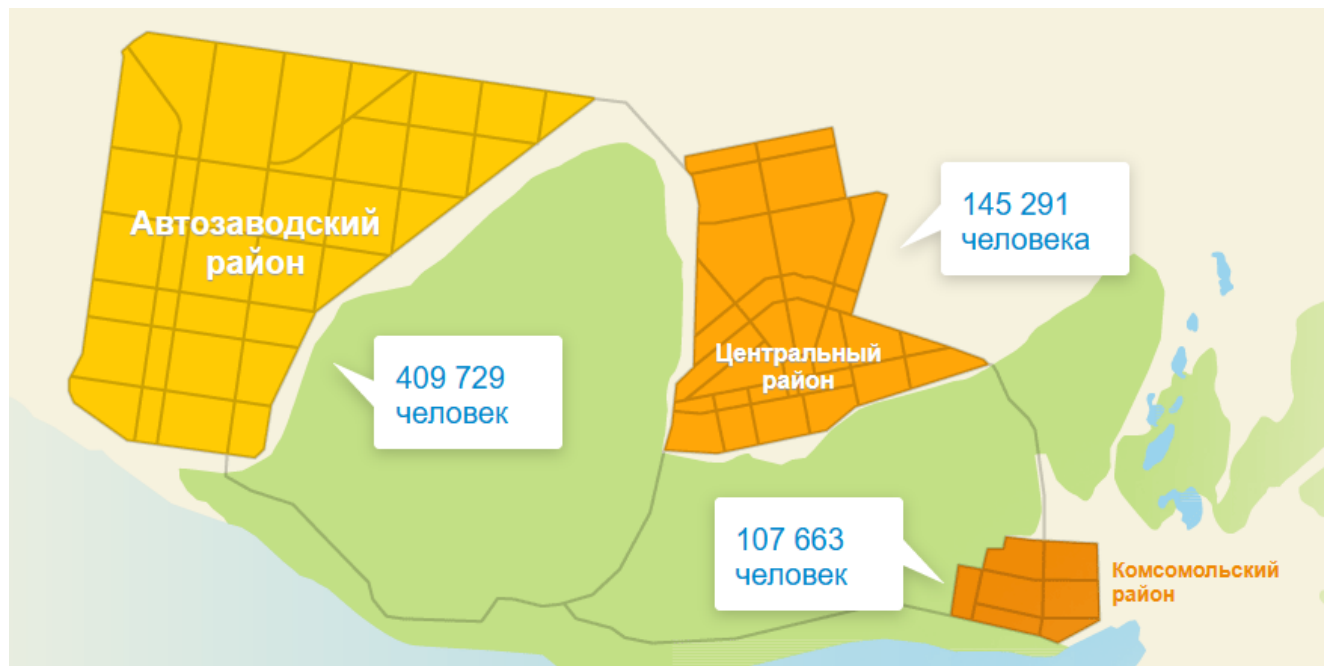 Автозаводский
район
409 729
человек
145 291
человека
Центральный
район
107 663
человек
Комсомольский
район